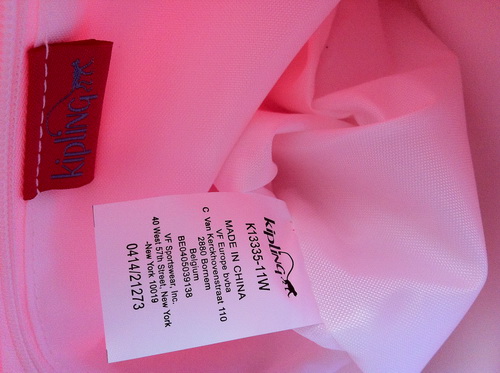 kipling
kipling
K13335-11W
MADE IN CHINA
VF Europe bvba
C Van Kerckhovenstraat 110
2880 Bornem
Belgium
BE0405039138
VF Sportswear, Inc.
40 West 57th Street, New York
-New York 10019
0414/21273